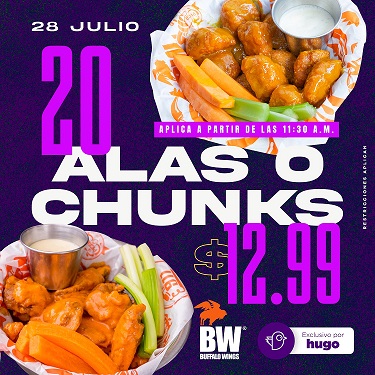 28 JULIO
20
APLICA A PARTIR DE LAS 11:30 A.M.
ALAS O
CHUNKS
$12.99
RESTRICCIONES APLICAN
BW®
BUFFALO WINGS
Exclusivo por
hugo